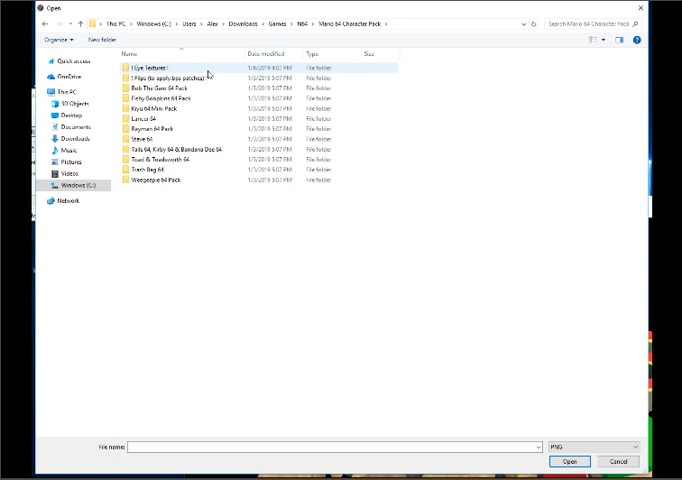 Open
This PC > Windows (C:) > Users > Alex > Downloads > Games > N64 > Mario 64 Character Pack >
Search Mario 64 Character Pack
Organize
New folder
Name Date modified Type Size
Quick access
OneDrive
This PC
3D Objects
Desktop
Documents
Downloads
Music
Pictures
Videos
Windows (C:)
Network
! Eye Textures ! 1/6/2019 4:07 PM File folder
! Flips (to apply .bps patches) 1/3/2019 5:07 PM File folder
Bob The Garo 64 Pack 1/3/2019 5:07 PM File folder
Fishy Boopkins 64 Pack 1/3/2019 5:07 PM File folder
Kiyu 64 Mini Pack 1/3/2019 5:07 PM File folder
Lancer 64 1/3/2019 5:07 PM File folder
Rayman 64 Pack 1/3/2019 5:07 PM File folder
Steve 64 1/3/2019 5:07 PM File folder
Tails 64, Kirby 64 & Bandana Dee 64 1/3/2019 5:07 PM File folder
Toad & Toadsworth 64 1/3/2019 5:07 PM File folder
Trash Bag 64 1/3/2019 5:07 PM File folder
Weegeepie 64 Pack 1/3/2019 5:07 PM File folder
File name:
PNG
Open
Cancel